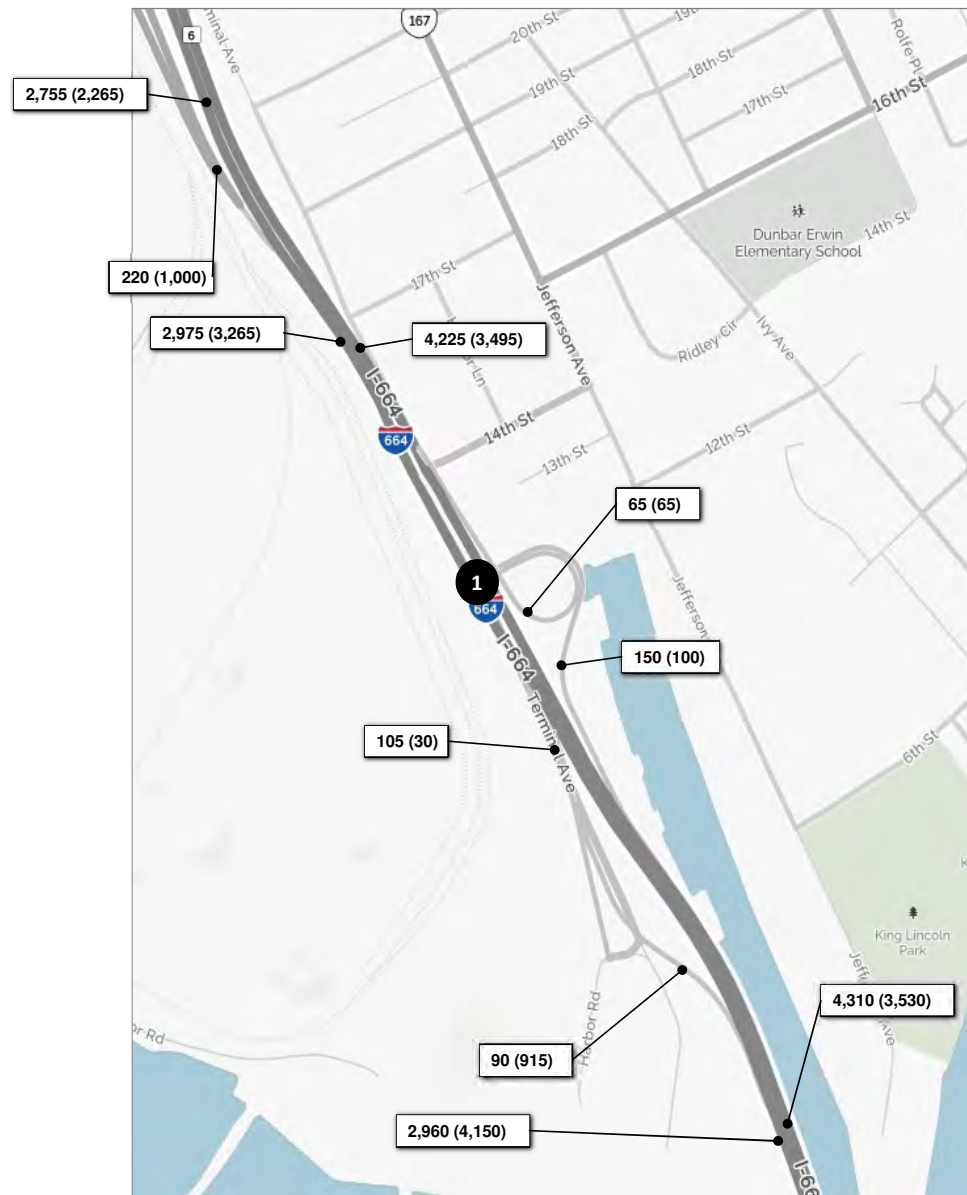 167
6
Terminal Ave
20th St
19th St
Rolfe Pl
2,755 (2,265)
19th St
18th St
17th St
16th St
18th St
Dunbar Erwin
Elementary School
14th St
220 (1,000)
17th St
Jefferson Ave
Ivy Ave
Ridley Cir
2,975 (3,265)
4,225 (3,495)
I-664
664
14th St
12th St
13th St
65 (65)
1
664
Jefferson
I-664
150 (100)
105 (30)
Terminal Ave
6th St
King Lincoln
Park
4,310 (3,530)
Harbor Rd
90 (915)
2,960 (4,150)